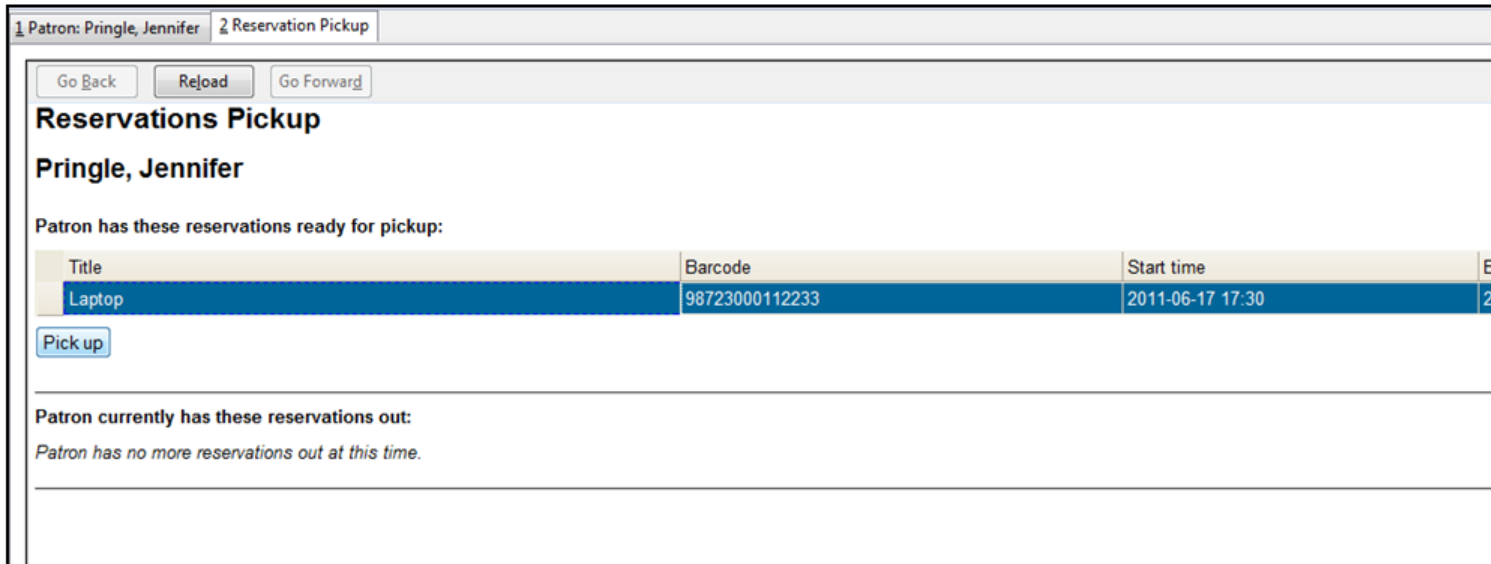 1 Patron: Pringle, Jennifer 2 Reservation Pickup
Go Back Reload Go Forward
Reservations Pickup
Pringle, Jennifer
Patron has these reservations ready for pickup:
Title Barcode Start time E
Laptop 98723000112233 2011-06-17 17:30 2
Pick up
Patron currently has these reservations out:
Patron has no more reservations out at this time.